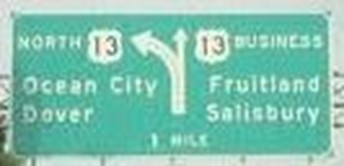 NORTH 13 13 BUSINESS
Ocean City Fruitland
Dover Salisbury
1 MILE